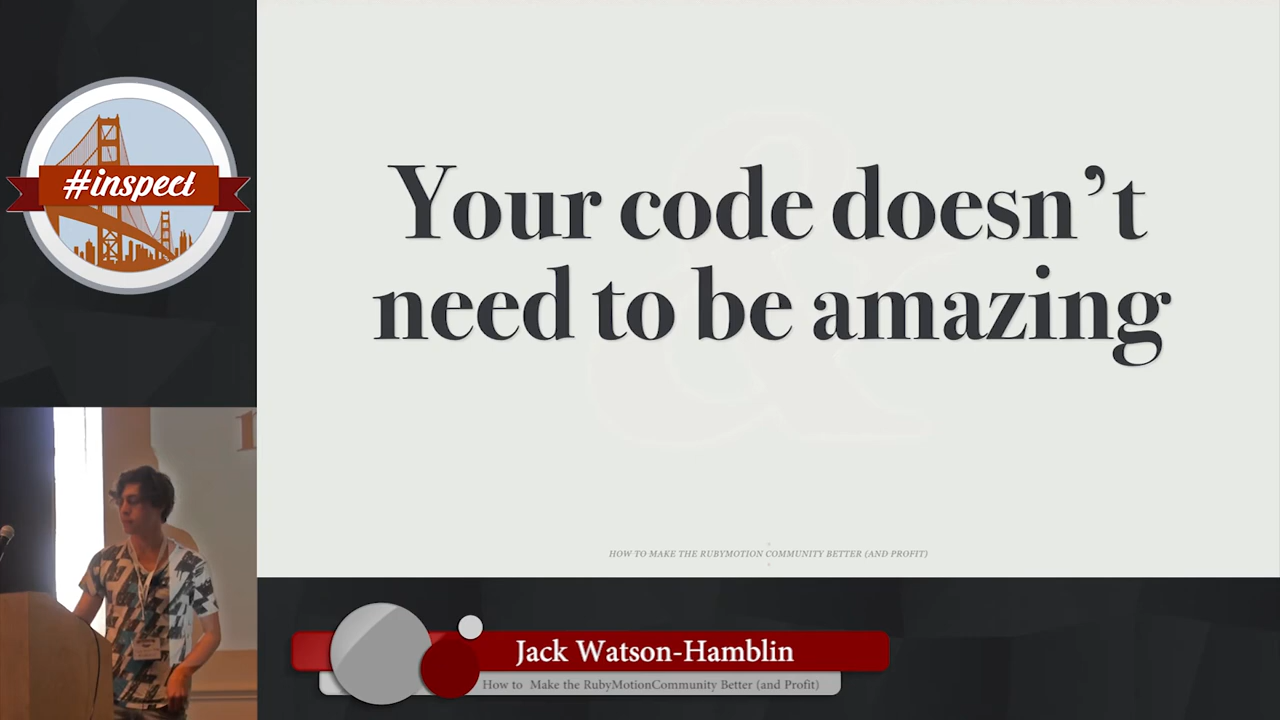 #inspect
Your code doesn't
need to be amazing
HOW TO MAKE THE RUBYMOTION COMMUNITY BETTER (AND PROFIT)
Jack Watson-Hamblin
How to Make the RubyMotionCommunity Better (and Profit)